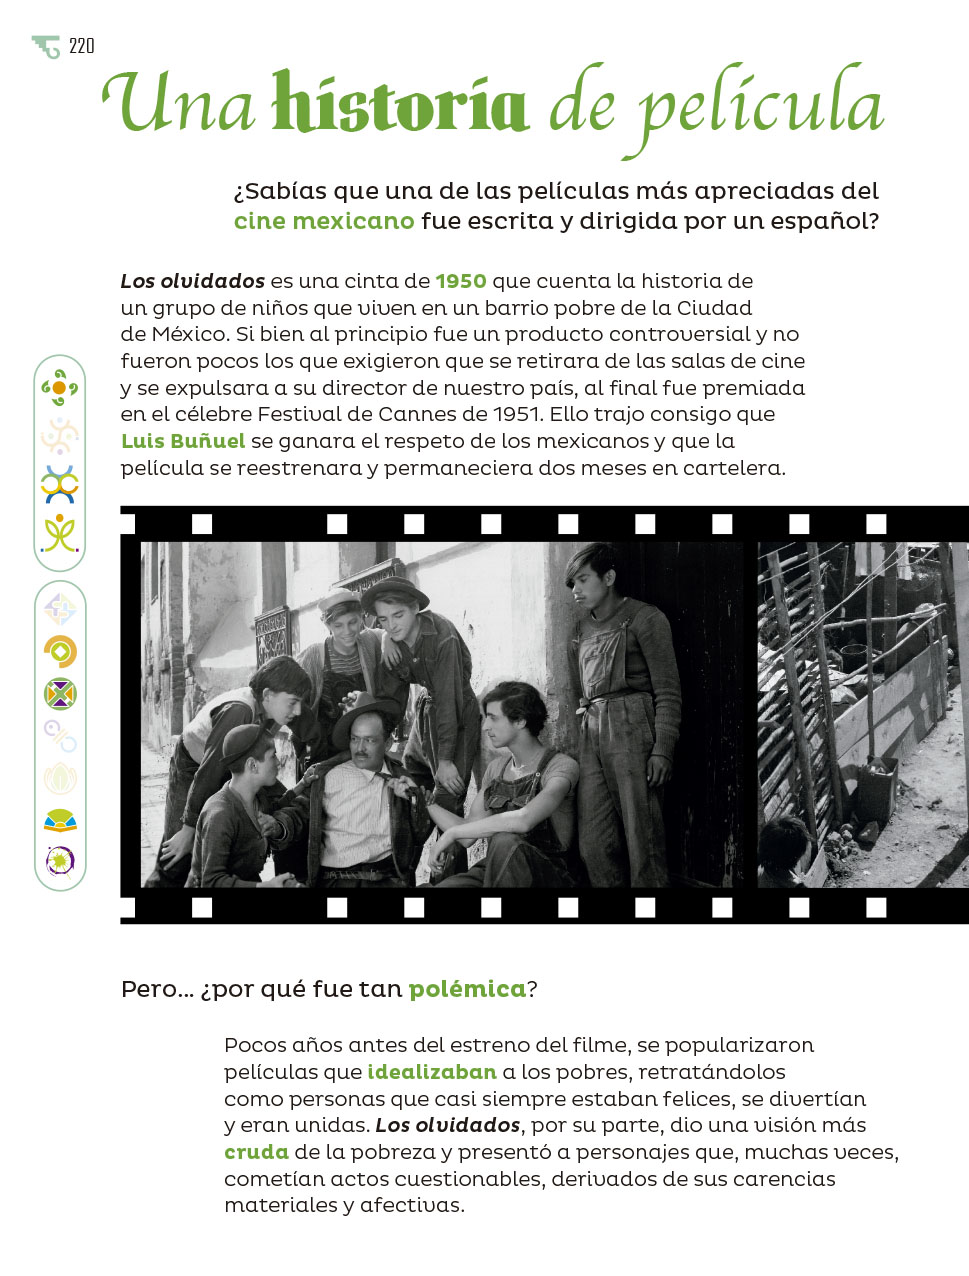 220
Una historia de película
¿Sabías que una de las películas más apreciadas del
cine mexicano fue escrita y dirigida por un español?
Los olvidados es una cinta de 1950 que cuenta la historia de
un grupo de niños que viven en un barrio pobre de la Ciudad
de México. Si bien al principio fue un producto controversial y no
fueron pocos los que exigieron que se retirara de las salas de cine
y se expulsara a su director de nuestro país, al final fue premiada
en el célebre Festival de Cannes de 1951. Ello trajo consigo que
Luis Buñuel se ganara el respeto de los mexicanos y que la
película se reestrenara y permaneciera dos meses en cartelera.
Pero... ¿por qué fue tan polémica?
Pocos años antes del estreno del filme, se popularizaron
películas que idealizaban a los pobres, retratándolos
como personas que casi siempre estaban felices, se divertían
y eran unidas. Los olvidados, por su parte, dio una visión más
cruda de la pobreza y presentó a personajes que, muchas veces,
cometían actos cuestionables, derivados de sus carencias
materiales y afectivas.